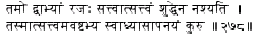 तमो द्वाभ्यां रजः सत्त्वात्सत्त्वं शुद्धेन नश्यति ।
तस्मात्सत्त्वमवष्टभ्य स्वाध्यासापनयं कुरु ॥२७८॥